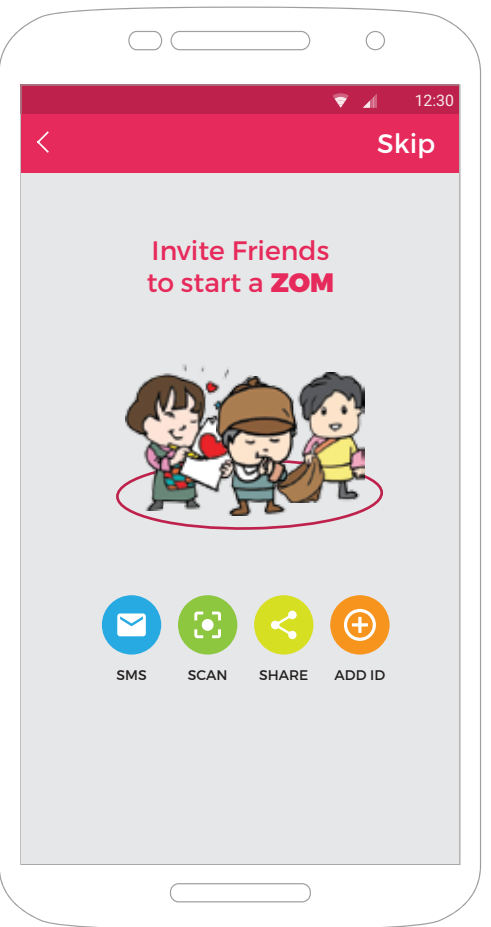 12:30
Skip
Invite Friends
to start a ZOM
SMS SCAN SHARE ADD ID